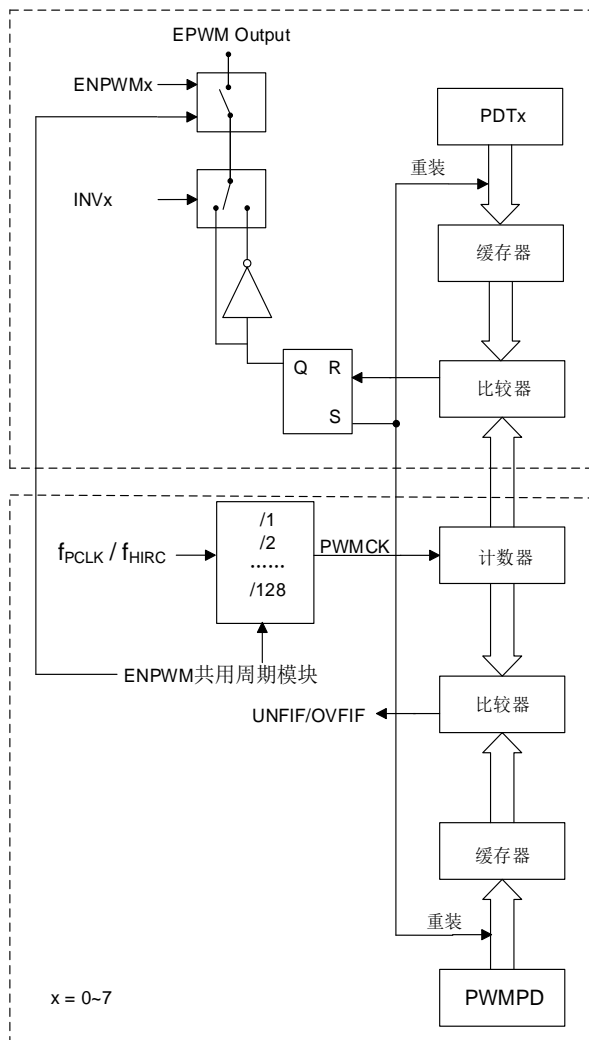 EPWM Output
ENPWMx
PDTx
重装
INVx
缓存器
Q R
S
比较器
/1
/2
......
/128
fPCLK / fHIRC
PWMCK
计数器
ENPWM共用周期模块
比较器
UNFIF/OVFIF
缓存器
重装
x = 0~7
PWMPD